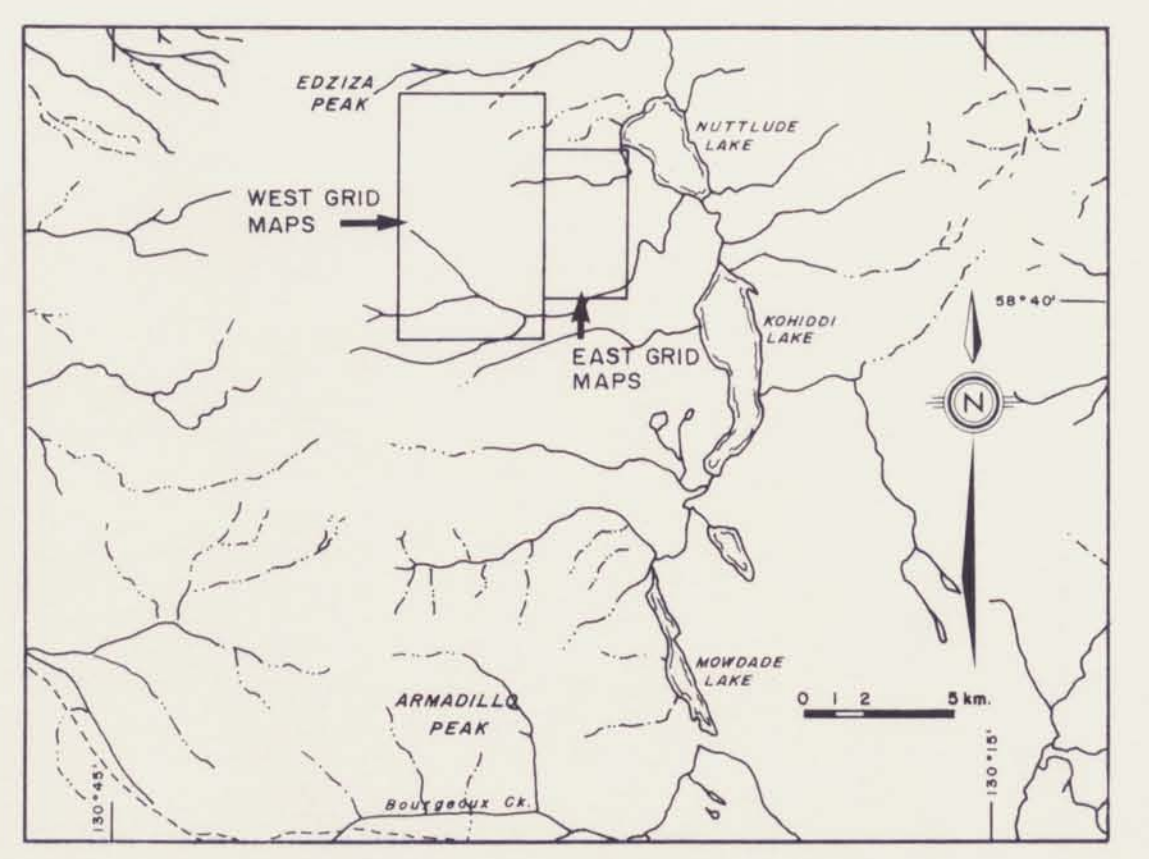 EDZIZA
PEAK
NUTTLUDE
LAKE
WEST GRID
MAPS
58°40'
KOHIDDI
LAKE
EAST GRID
MAPS
N
MOWDADE
LAKE
0 1 2 5 km.
ARMADILLO
PEAK
130°45'
130°15'
Bourgeaux Ck.